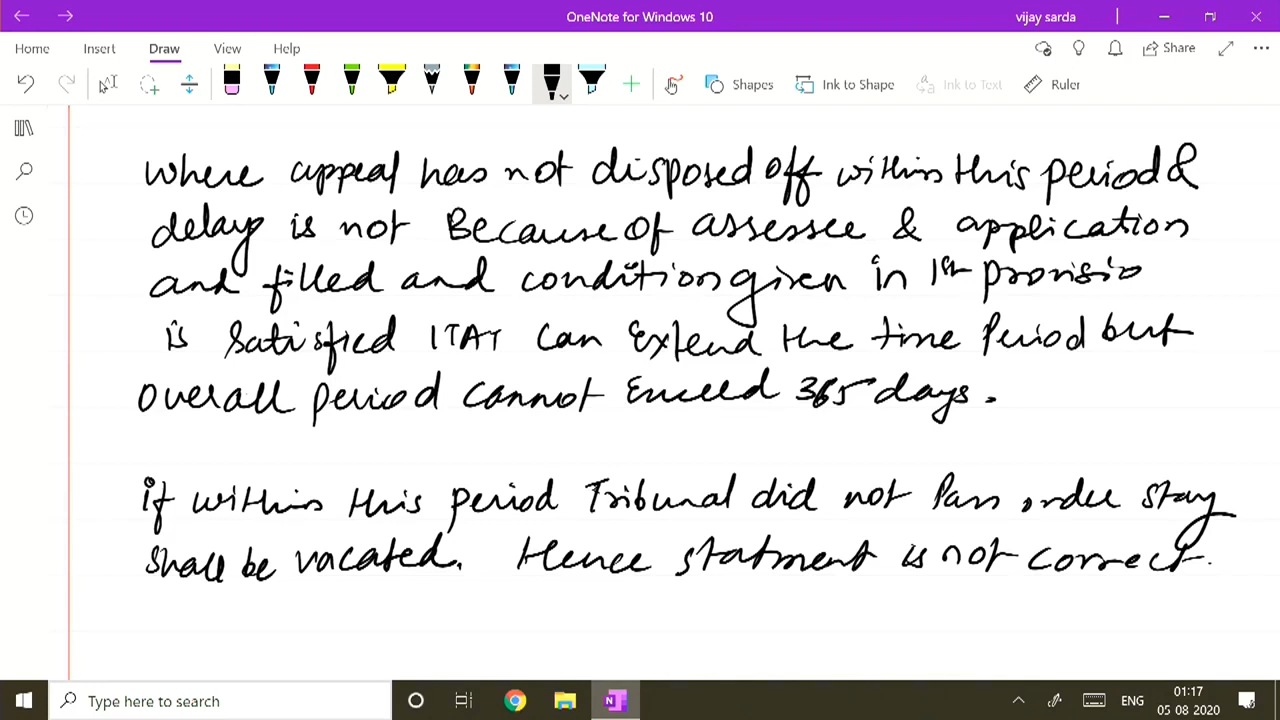 OneNote for Windows 10
vijay sarda
Home Insert Draw View Help
Share
Shapes Ink to Shape Ink to Text Ruler
where appeal has not disposed off within this period &
delay is not Because of assessee & application
and filled and condition given in 1st provisio
is satisfied ITAT can Extend the time Period but
overall period cannot Exceed 365 days.
if within this period Tribunal did not Pass order stay
shall be vacated. Hence statment is not correct.
Type here to search
ENG
01:17
05-08-2020